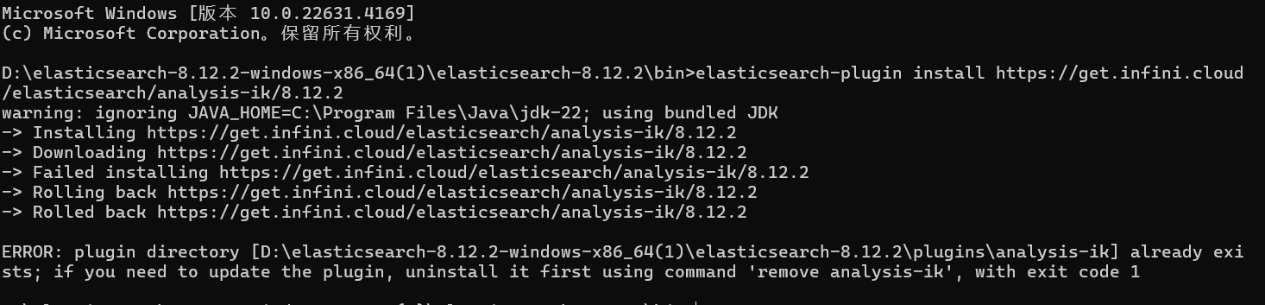 Microsoft Windows [版本 10.0.22631.4169]
(c) Microsoft Corporation。保留所有权利。
D:\elasticsearch-8.12.2-windows-x86_64(1)\elasticsearch-8.12.2\bin>elasticsearch-plugin install https://get.infini.cloud
/elasticsearch/analysis-ik/8.12.2
warning: ignoring JAVA_HOME=C:\Program Files\Java\jdk-22; using bundled JDK
-> Installing https://get.infini.cloud/elasticsearch/analysis-ik/8.12.2
-> Downloading https://get.infini.cloud/elasticsearch/analysis-ik/8.12.2
-> Failed installing https://get.infini.cloud/elasticsearch/analysis-ik/8.12.2
-> Rolling back https://get.infini.cloud/elasticsearch/analysis-ik/8.12.2
-> Rolled back https://get.infini.cloud/elasticsearch/analysis-ik/8.12.2
ERROR: plugin directory [D:\elasticsearch-8.12.2-windows-x86_64(1)\elasticsearch-8.12.2\plugins\analysis-ik] already exi
sts; if you need to update the plugin, uninstall it first using command 'remove analysis-ik', with exit code 1